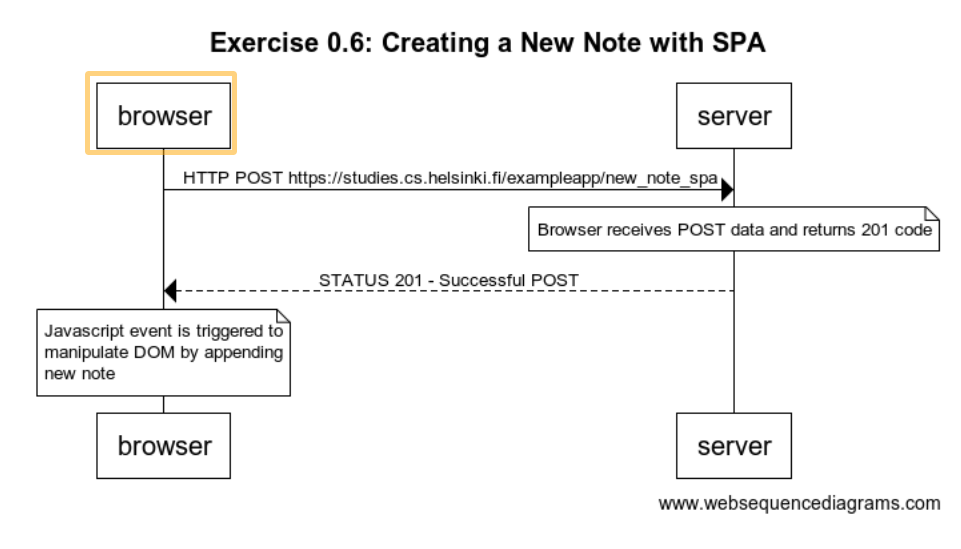 Exercise 0.6: Creating a New Note with SPA
browser
server
HTTP POST https://studies.cs.helsinki.fi/exampleapp/new_note_spa
Browser receives POST data and returns 201 code
STATUS 201 - Successful POST
Javascript event is triggered to
manipulate DOM by appending
new note
browser
server
www.websequencediagrams.com